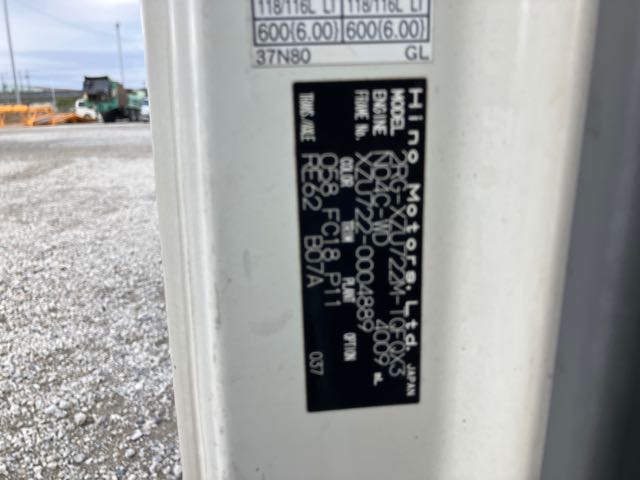 118/116L LT 118/116L LT
600(6.00) 600(6.00)
37N80 GL
Hino Motors, Ltd. JAPAN
MODEL 2RG-XZU722M-TQFQX3
ENGINE N04C-WD 4009 mL
FRAME No. XZU722-0004889
COLOR TRIM PLANT OPTION
058 FC18 P11
TRANS./AXLE RE62 B07A
037